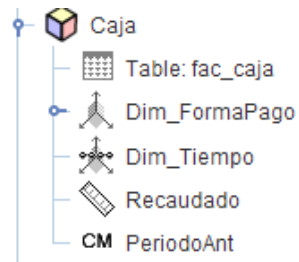 Caja
Table: fac_caja
Dim_FormaPago
Dim_Tiempo
Recaudado
CM PeriodoAnt